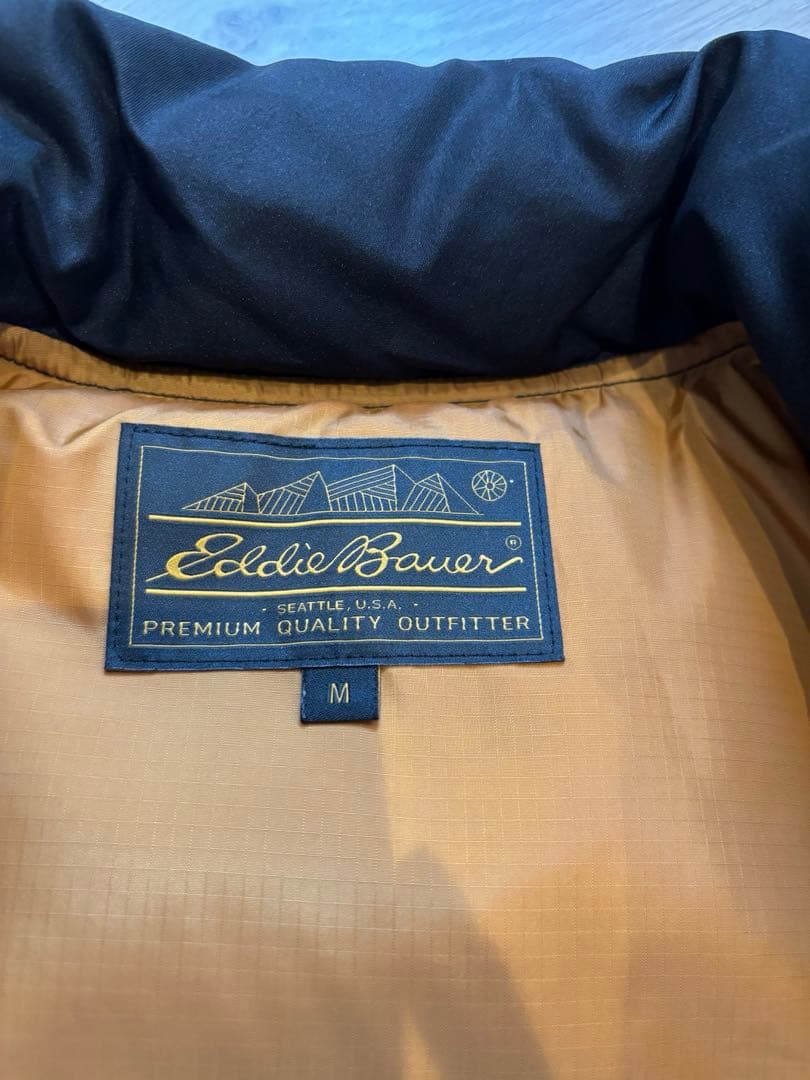 Eddie Bauer ®
- SEATTLE, U.S.A. -
PREMIUM QUALITY OUTFITTER
M